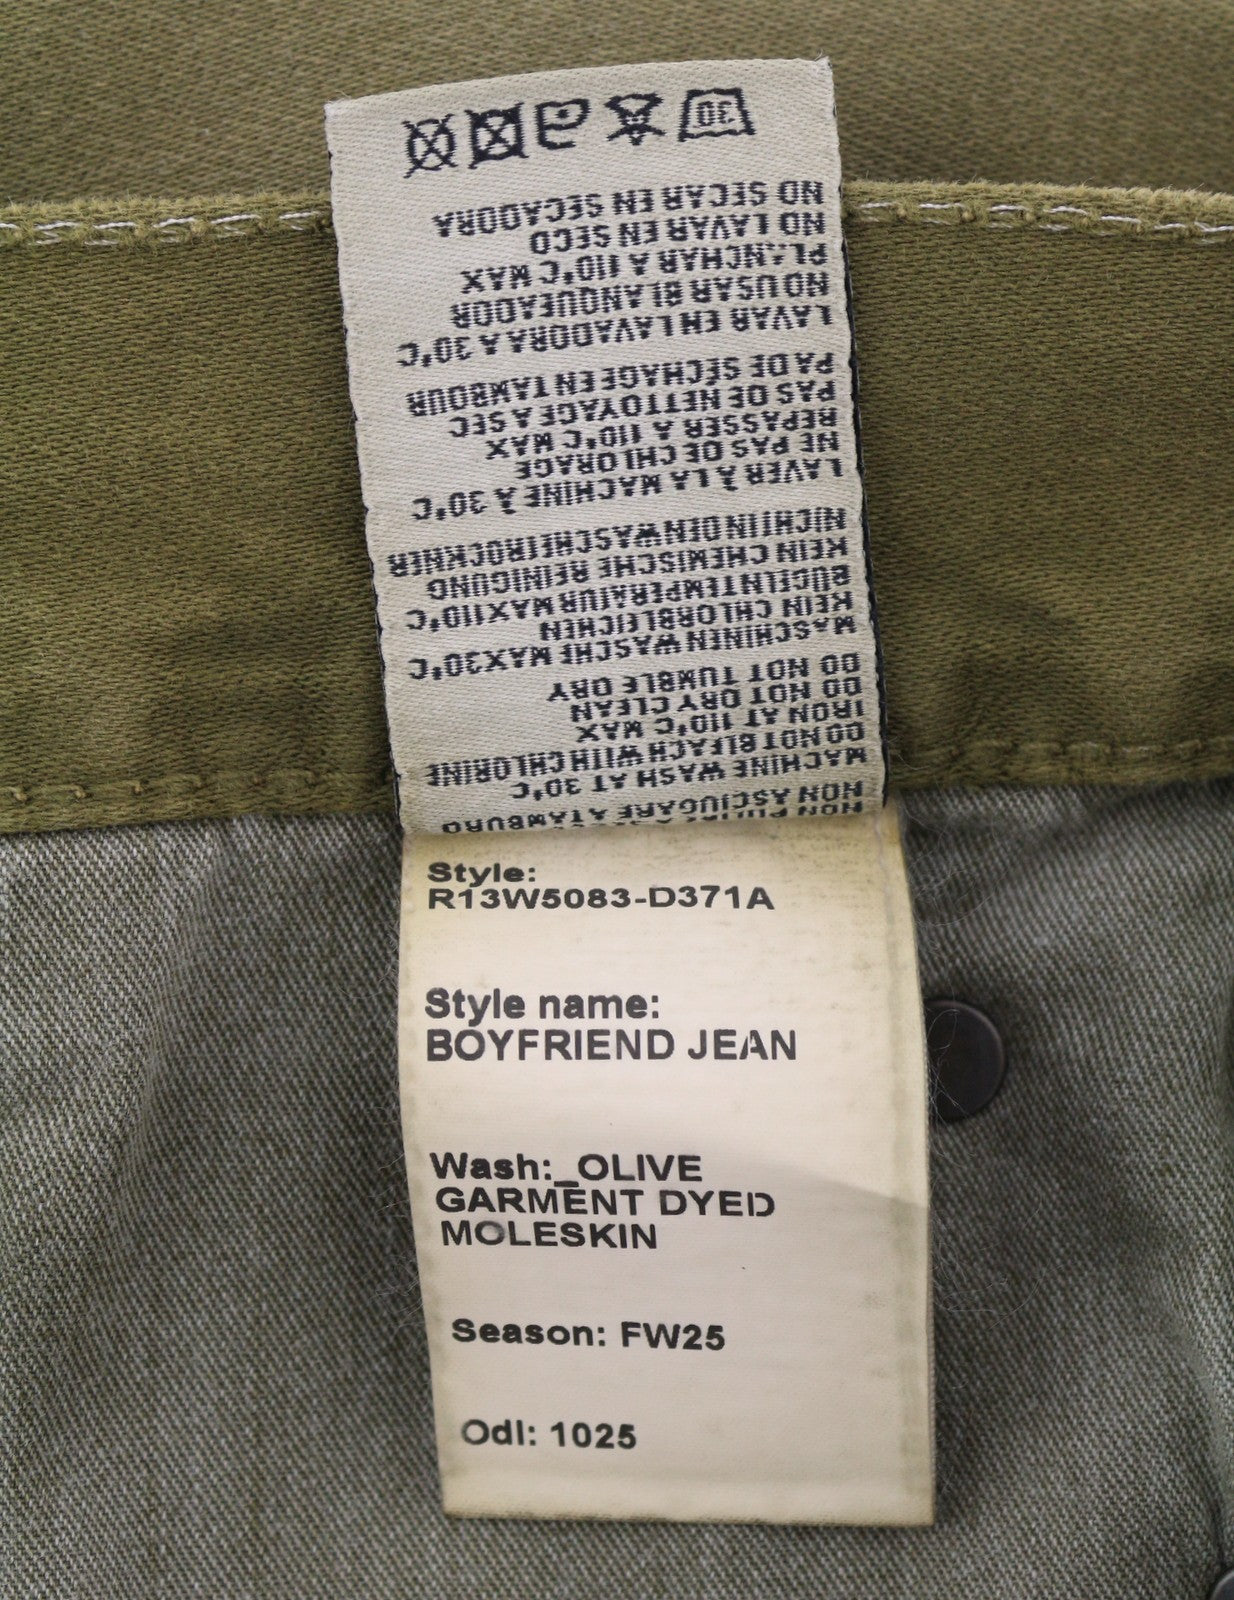 NON
NON ASCIUGARE A TAMBURO
MACHINE WASH AT 30°C
DO NOT BLEACH WITH CHLORINE
IRON AT 110°C MAX
DO NOT DRY CLEAN
DO NOT TUMBLE DRY
MASCHINEN WASCHE MAX30°C
KEIN CHLORBLEICHEN
BUGELNTEMPERATUR MAX110°C
KEIN CHEMISCHE REINIGUNG
NICHT IN DEN WASCHETROCKNER
LAVER À LA MACHINE À 30°C
NE PAS DE CHLORAGE
REPASSER A 110°C MAX
PAS DE NETTOYAGE A SEC
PA DE SÉCHAGE EN TAMBOUR
LAVAR EN LAVADORA A 30°C
NO USAR BLANQUEADOR
PLANCHAR A 110°C MAX
NO LAVAR EN SECO
NO SECAR EN SECADORA
30
Style:
R13W5083-D371A
Style name:
BOYFRIEND JEAN
Wash:_OLIVE
GARMENT DYED
MOLESKIN
Season: FW25
Odl: 1025